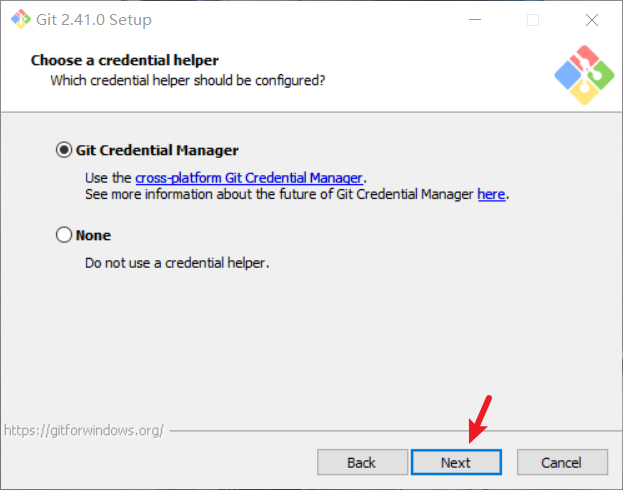 Git 2.41.0 Setup
Choose a credential helper
Which credential helper should be configured?
Git Credential Manager
Use the cross-platform Git Credential Manager.
See more information about the future of Git Credential Manager here.
None
Do not use a credential helper.
https://gitforwindows.org/
Back Next Cancel